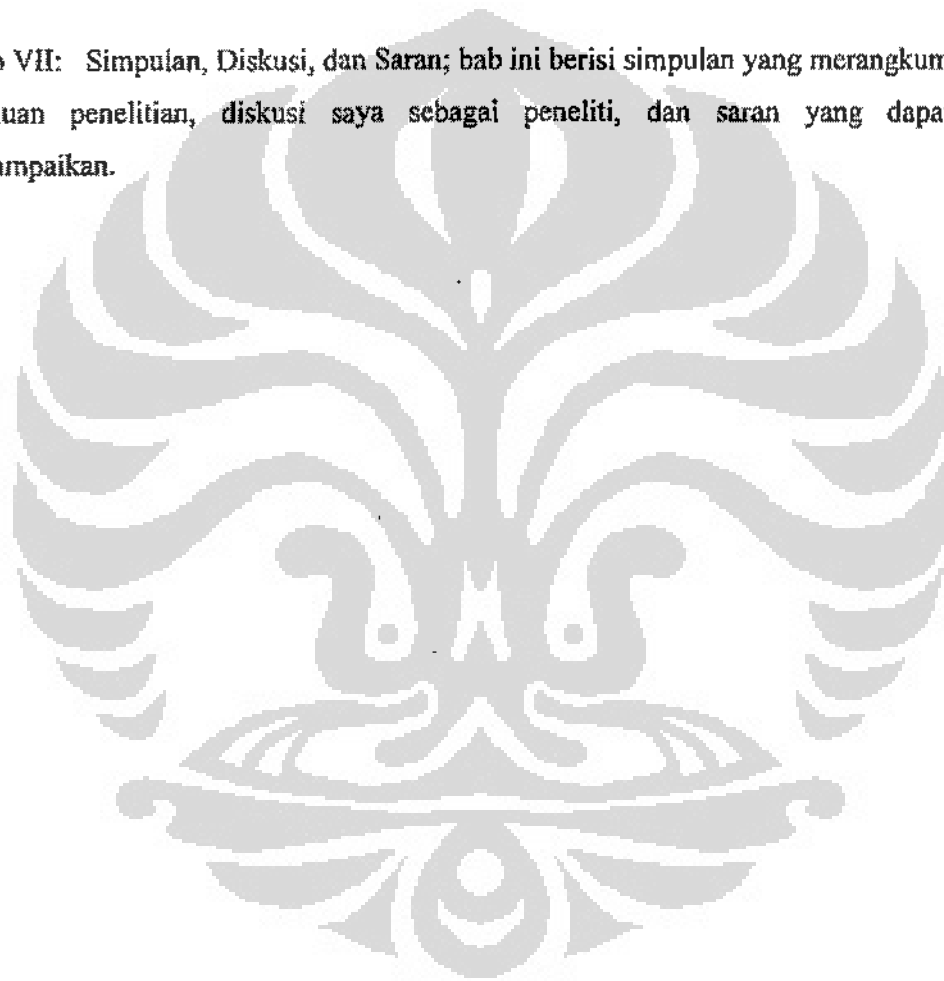 VII: Simpulan, Diskusi, dan Saran; bab ini berisi simpulan yang merangkum
penelitian, diskusi saya sebagai peneliti, dan saran yang